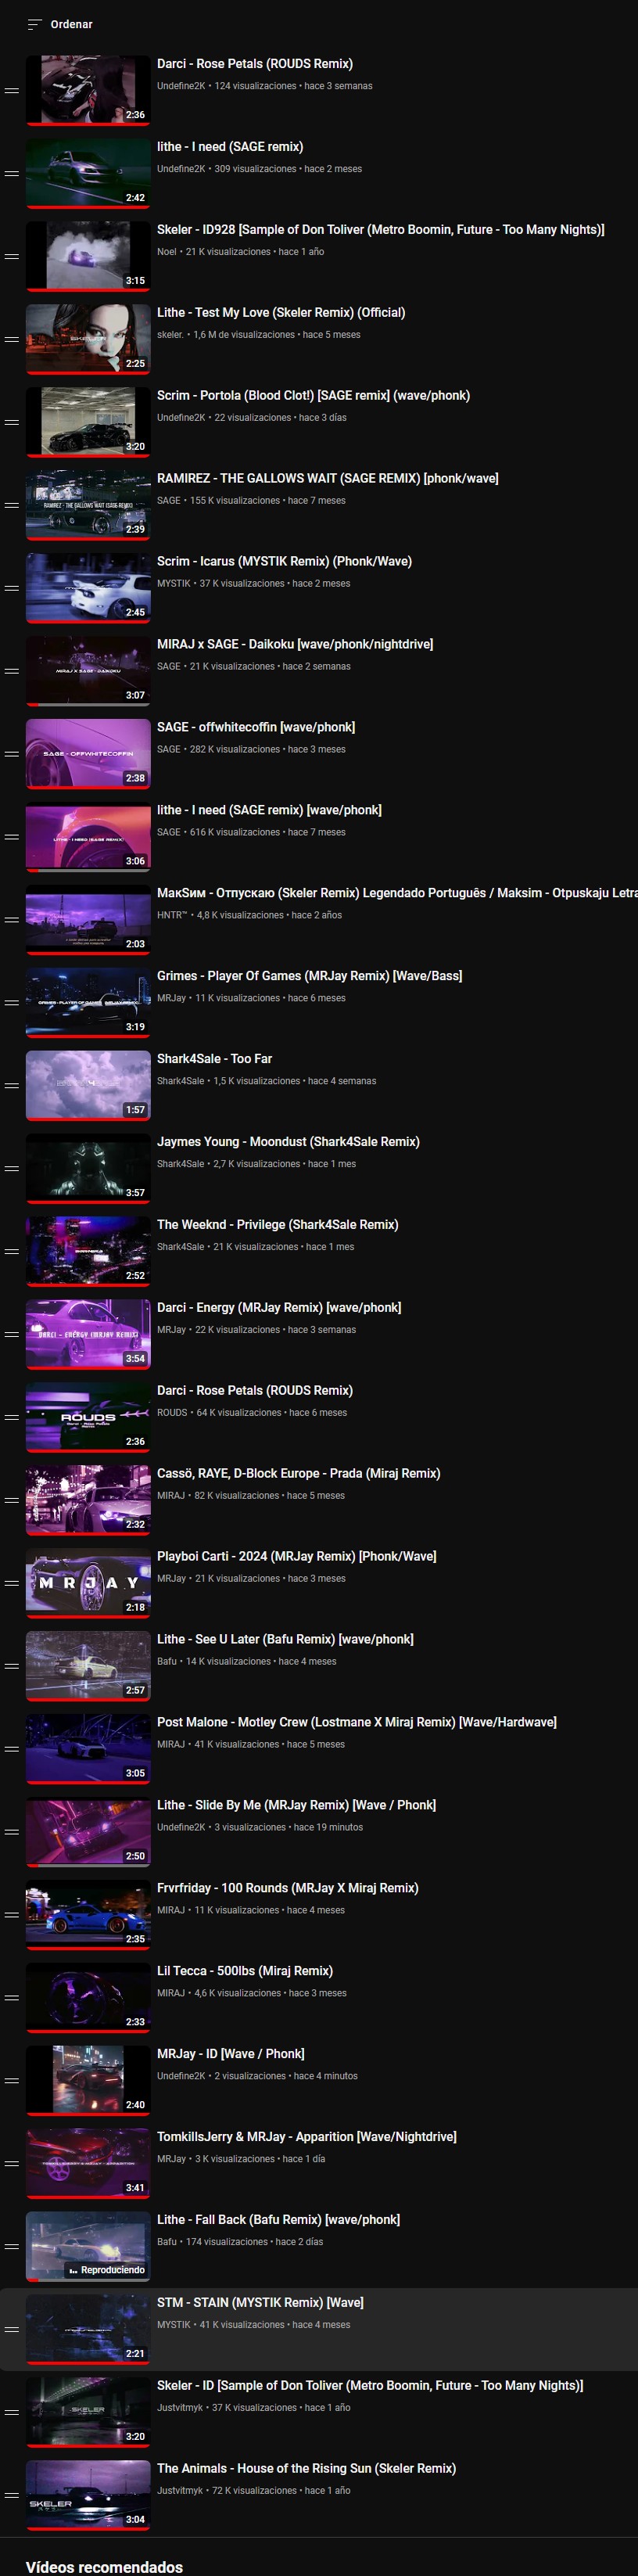 Ordenar
Darci - Rose Petals (ROUDS Remix)
Undefine2K • 124 visualizaciones • hace 3 semanas
2:36
lithe - I need (SAGE remix)
Undefine2K • 309 visualizaciones • hace 2 meses
2:42
Skeler - ID928 [Sample of Don Toliver (Metro Boomin, Future - Too Many Nights)]
Noel • 21 K visualizaciones • hace 1 año
3:15
Lithe - Test My Love (Skeler Remix) (Official)
skeler. • 1,6 M de visualizaciones • hace 5 meses
SKELER
2:25
Scrim - Portola (Blood Clot!) [SAGE remix] (wave/phonk)
Undefine2K • 22 visualizaciones • hace 3 días
3:20
RAMIREZ - THE GALLOWS WAIT (SAGE REMIX) [phonk/wave]
SAGE • 155 K visualizaciones • hace 7 meses
RAMIREZ - THE GALLOWS WAIT (SAGE REMIX)
2:39
Scrim - Icarus (MYSTIK Remix) (Phonk/Wave)
MYSTIK • 37 K visualizaciones • hace 2 meses
2:45
MIRAJ x SAGE - Daikoku [wave/phonk/nightdrive]
SAGE • 21 K visualizaciones • hace 2 semanas
MIRAJ X SAGE - DAIKOKU
3:07
SAGE - offwhitecoffin [wave/phonk]
SAGE • 282 K visualizaciones • hace 3 meses
SAGE - OFFWHITECOFFIN
2:38
lithe - I need (SAGE remix) [wave/phonk]
SAGE • 616 K visualizaciones • hace 7 meses
LITHE - I NEED (SAGE REMIX)
3:06
МакSим - Отпускаю (Skeler Remix) Legendado Português / Maksim - Otpuskaju Letra
HNTR™ • 4,8 K visualizaciones • hace 2 años
2:03
Grimes - Player Of Games (MRJay Remix) [Wave/Bass]
MRJay • 11 K visualizaciones • hace 6 meses
GRIMES - PLAYER OF GAMES (MRJAY REMIX)
3:19
Shark4Sale - Too Far
Shark4Sale • 1,5 K visualizaciones • hace 4 semanas
1:57
Jaymes Young - Moondust (Shark4Sale Remix)
Shark4Sale • 2,7 K visualizaciones • hace 1 mes
3:57
The Weeknd - Privilege (Shark4Sale Remix)
Shark4Sale • 21 K visualizaciones • hace 1 mes
2:52
Darci - Energy (MRJay Remix) [wave/phonk]
MRJay • 22 K visualizaciones • hace 3 semanas
DARCI - ENERGY (MRJAY REMIX)
3:54
Darci - Rose Petals (ROUDS Remix)
ROUDS • 64 K visualizaciones • hace 6 meses
ROUDS
Darci - Rose Petals
Remix
2:36
Cassö, RAYE, D-Block Europe - Prada (Miraj Remix)
MIRAJ • 82 K visualizaciones • hace 5 meses
2:32
Playboi Carti - 2024 (MRJay Remix) [Phonk/Wave]
MRJay • 21 K visualizaciones • hace 3 meses
MRJAY
2:18
Lithe - See U Later (Bafu Remix) [wave/phonk]
Bafu • 14 K visualizaciones • hace 4 meses
2:57
Post Malone - Motley Crew (Lostmane X Miraj Remix) [Wave/Hardwave]
MIRAJ • 41 K visualizaciones • hace 5 meses
3:05
Lithe - Slide By Me (MRJay Remix) [Wave / Phonk]
Undefine2K • 3 visualizaciones • hace 19 minutos
2:50
Frvrfriday - 100 Rounds (MRJay X Miraj Remix)
MIRAJ • 11 K visualizaciones • hace 4 meses
2:35
Lil Tecca - 500lbs (Miraj Remix)
MIRAJ • 4,6 K visualizaciones • hace 3 meses
2:33
MRJay - ID [Wave / Phonk]
Undefine2K • 2 visualizaciones • hace 4 minutos
2:40
TomkillsJerry & MRJay - Apparition [Wave/Nightdrive]
MRJay • 3 K visualizaciones • hace 1 día
3:41
Lithe - Fall Back (Bafu Remix) [wave/phonk]
Bafu • 174 visualizaciones • hace 2 días
Reproduciendo
STM - STAIN (MYSTIK Remix) [Wave]
MYSTIK • 41 K visualizaciones • hace 4 meses
2:21
Skeler - ID [Sample of Don Toliver (Metro Boomin, Future - Too Many Nights)]
Justvitmyk • 37 K visualizaciones • hace 1 año
SKELER
3:20
The Animals - House of the Rising Sun (Skeler Remix)
Justvitmyk • 72 K visualizaciones • hace 1 año
SKELER
3:04
Vídeos recomendados